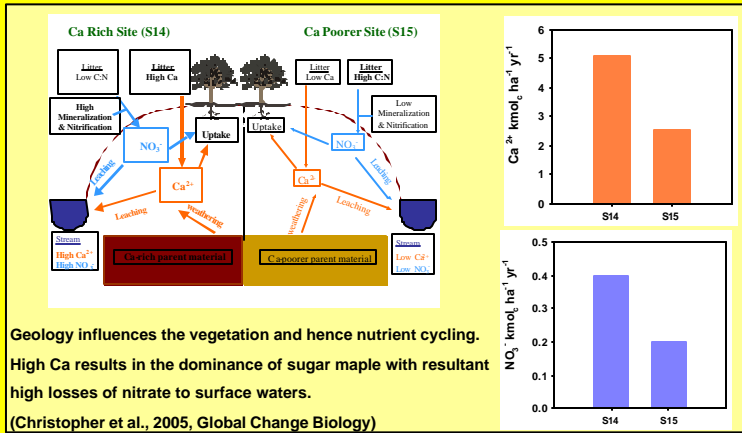 Ca Rich Site (S14)
Ca Poorer Site (S15)
Litter
Low C:N
Litter
High Ca
Litter
Low Ca
Litter
High C:N
High
Mineralization
& Nitrification
Low
Mineralization
& Nitrification
Uptake
Uptake
NO₃⁻
NO₃⁻
Ca²⁺
Ca²⁺
Leaching
Leaching
weathering
weathering
Leaching
Leaching
Stream
High Ca²⁺
High NO₃⁻
Stream
Low Ca²⁺
Low NO₃⁻
Ca-rich parent material
Ca-poorer parent material
Geology influences the vegetation and hence nutrient cycling.
High Ca results in the dominance of sugar maple with resultant
high losses of nitrate to surface waters.
(Christopher et al., 2005, Global Change Biology)
Ca ²⁺ kmol_c ha⁻¹ yr⁻¹
6
5
4
3
2
1
0
S14
S15
NO₃⁻ kmol_c ha⁻¹ yr⁻¹
0.5
0.4
0.3
0.2
0.1
0.0
S14
S15